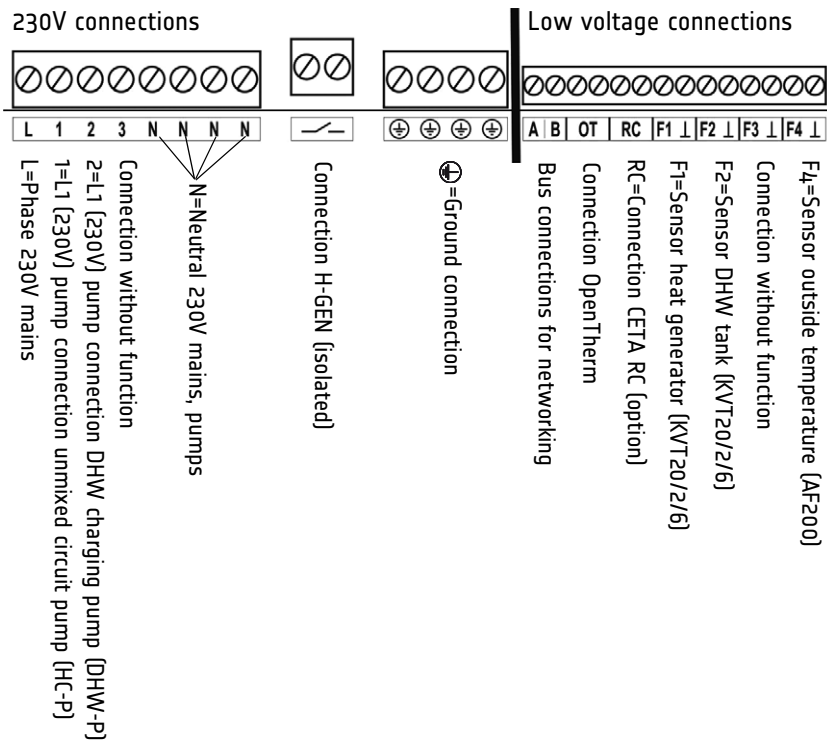 230V connections
Low voltage connections
L 1 2 3 N N N N
A B OT RC F1 ⊥ F2 ⊥ F3 ⊥ F4 ⊥
L=Phase 230V mains
1=L1 (230V) pump connection unmixed circuit pump (HC-P)
2=L1 (230V) pump connection DHW charging pump (DHW-P)
Connection without function
N=Neutral 230V mains, pumps
Connection H-GEN (isolated)
⏚=Ground connection
Bus connections for networking
Connection OpenTherm
RC=Connection CETA RC (option)
F1=Sensor heat generator (KVT20/2/6)
F2=Sensor DHW tank (KVT20/2/6)
Connection without function
F4=Sensor outside temperature (AF200)